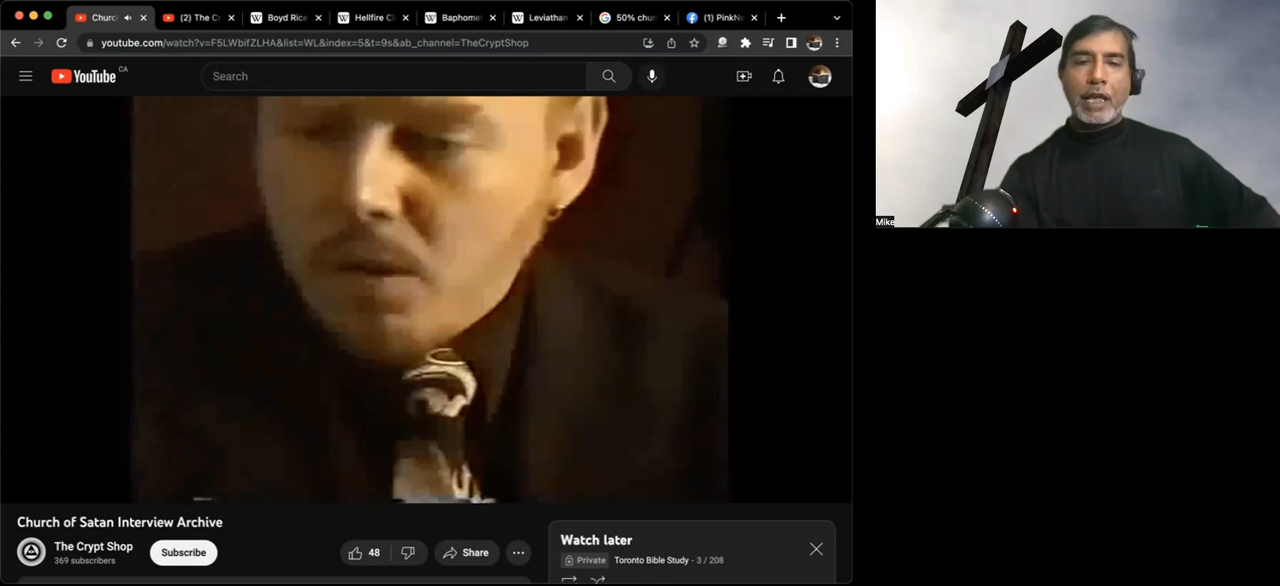 Churc
(2) The Cr
Boyd Rice
Hellfire C
Baphome
Leviathan
50% chur
(1) PinkN
youtube.com/watch?v=F5LWbifZLHA&list=WL&index=5&t=9s&ab_channel=TheCryptShop
YouTube CA
Search
Mike
Church of Satan Interview Archive
The Crypt Shop
369 subscribers
Subscribe
48
Share
Watch later
Private
Toronto Bible Study - 3 / 208